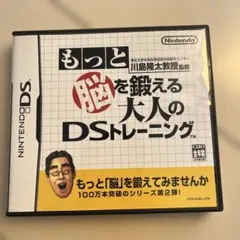 Nintendo
もっと
東北大学未来科学技術共同研究センター
川島隆太教授監修
脳を鍛える
大人の
DSトレーニング
TM
NINTENDO DS
もっと「脳」を鍛えてみませんか
100万本突破のシリーズ第2弾!